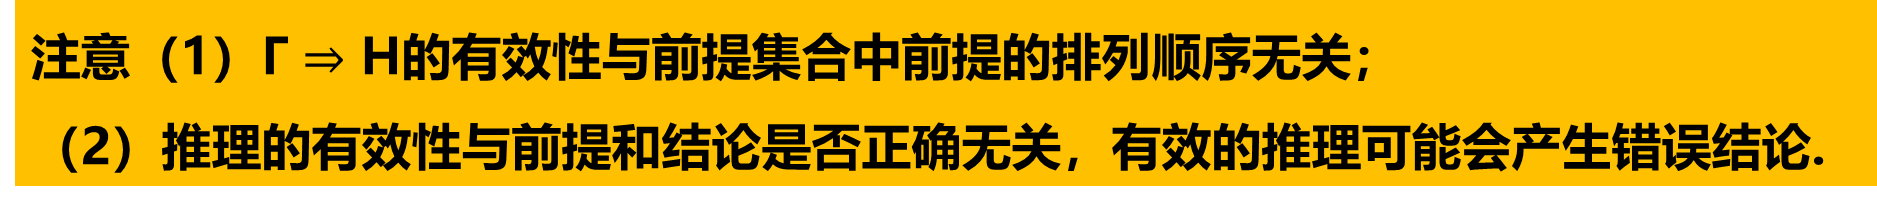 注意（1）Γ ⇒ H的有效性与前提集合中前提的排列顺序无关；
（2）推理的有效性与前提和结论是否正确无关，有效的推理可能会产生错误结论.